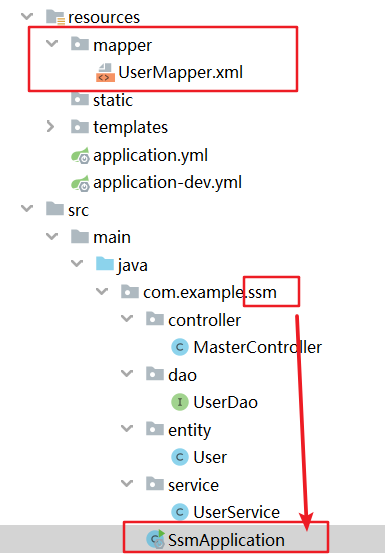 resources
mapper
UserMapper.xml
static
templates
application.yml
application-dev.yml
src
main
java
com.example.ssm
controller
C MasterController
dao
I UserDao
entity
C User
service
C UserService
C SsmApplication